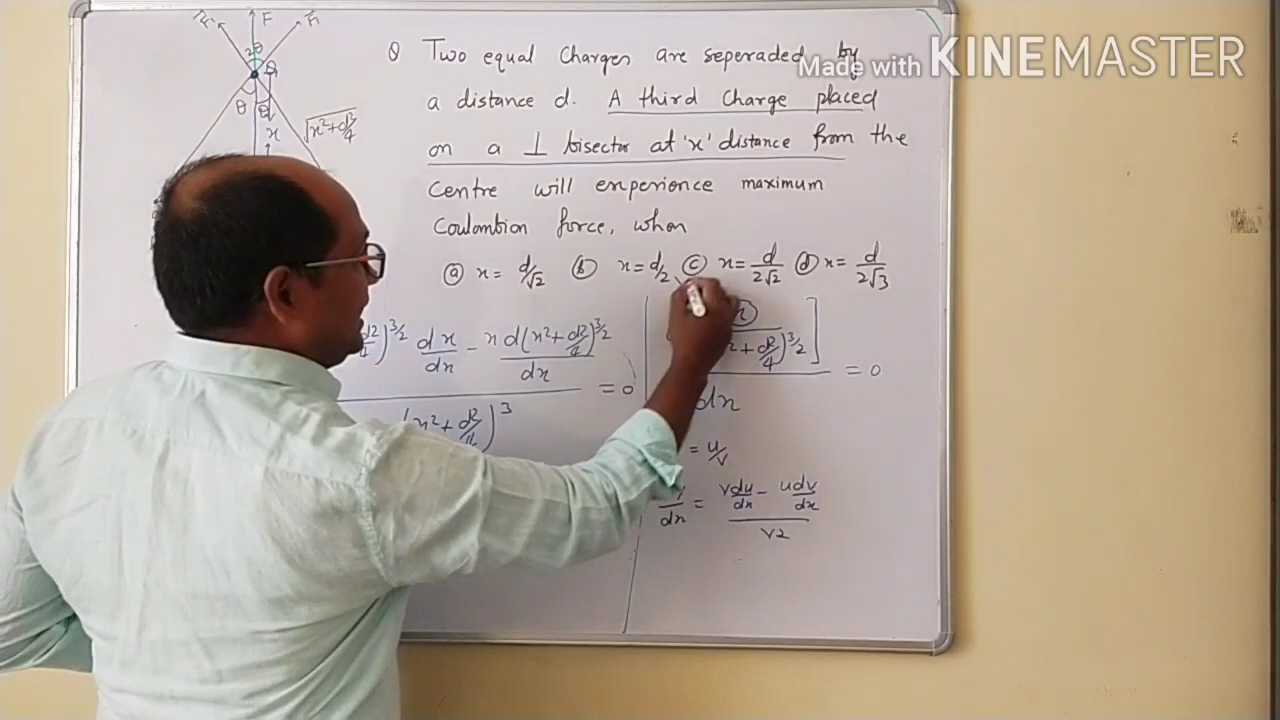 Made with KINEMASTER
F
F₁
2θ
θ
θ
x
√x²+d²/4
Q Two equal Charges are seperaded by
a distance d. A third Charge placed
on a ⊥ bisector at 'x' distance from the
Centre will experience maximum
Coulombion force, when
(a) x = d/√2 (b) x = d/2 (c) x = d/2√2 (d) x = d/2√3
d²/4)^3/2 dx/dx - x d(x²+d²/4)^3/2 / dx = 0
(x²+d²/4)³
x² + d²/4)^3/2] / dx = 0
= u/v
/dx = (v du/dx - u dv/dx) / v2